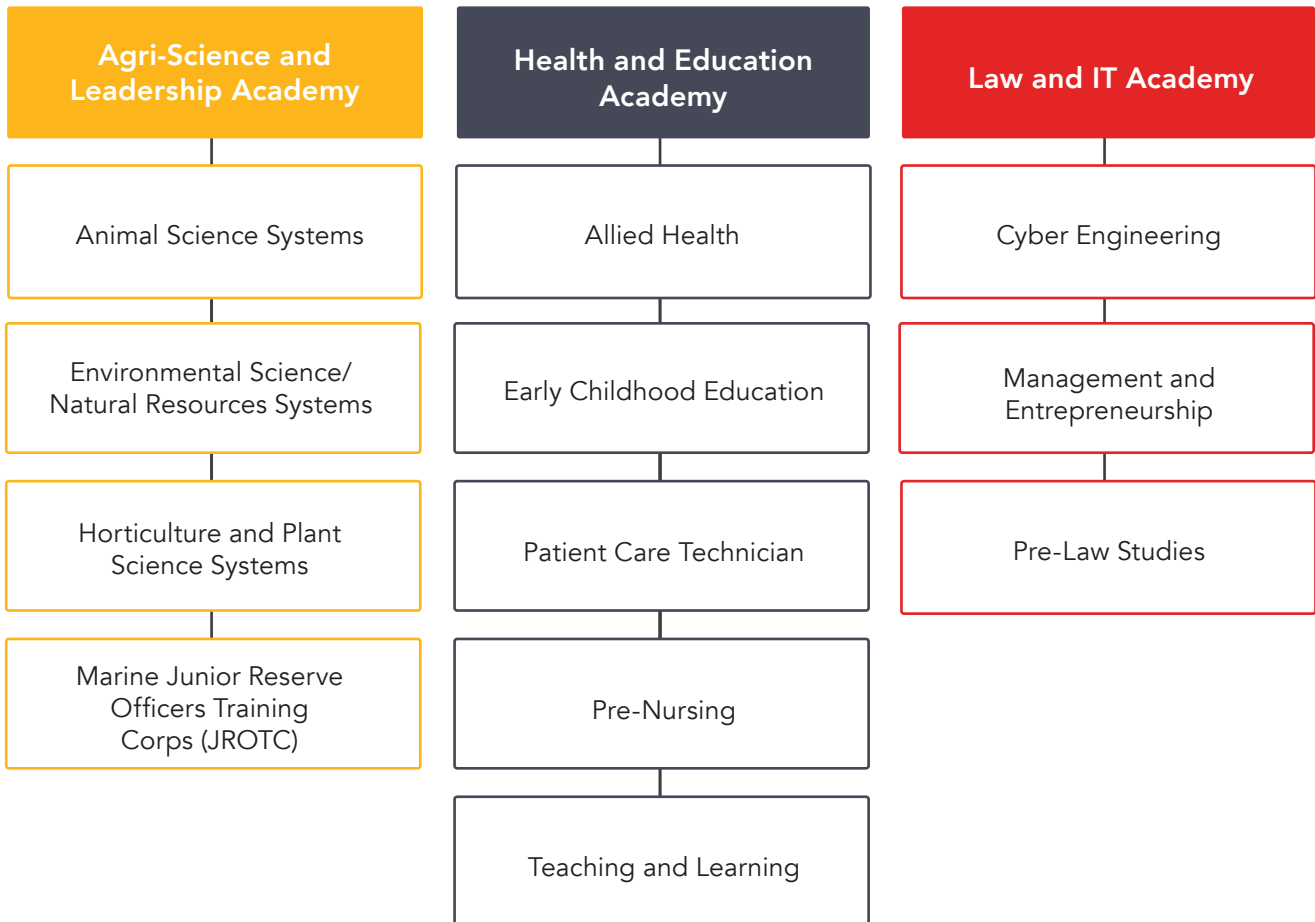 Agri-Science and
Leadership Academy
Animal Science Systems
Environmental Science/
Natural Resources Systems
Horticulture and Plant
Science Systems
Marine Junior Reserve
Officers Training
Corps (JROTC)
Health and Education
Academy
Allied Health
Early Childhood Education
Patient Care Technician
Pre-Nursing
Teaching and Learning
Law and IT Academy
Cyber Engineering
Management and
Entrepreneurship
Pre-Law Studies